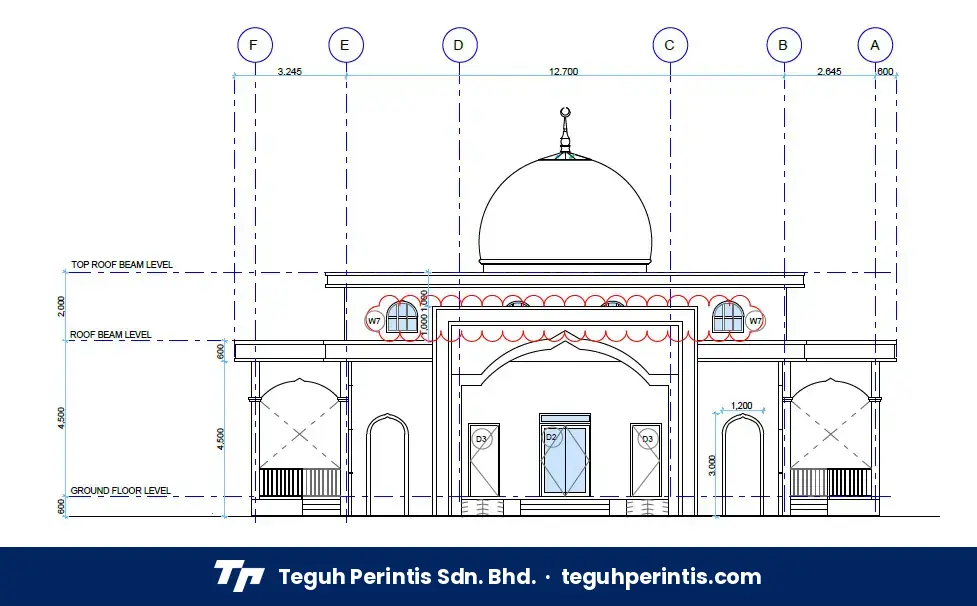 F E D C B A
3.245 12.700 2.645 600
TOP ROOF BEAM LEVEL
2,000
1,000
1,000
W7 W7
ROOF BEAM LEVEL
600
4,500
4,500
1,200
3,000
D3 D2 D3
GROUND FLOOR LEVEL
600
TP Teguh Perintis Sdn. Bhd. · teguhperintis.com